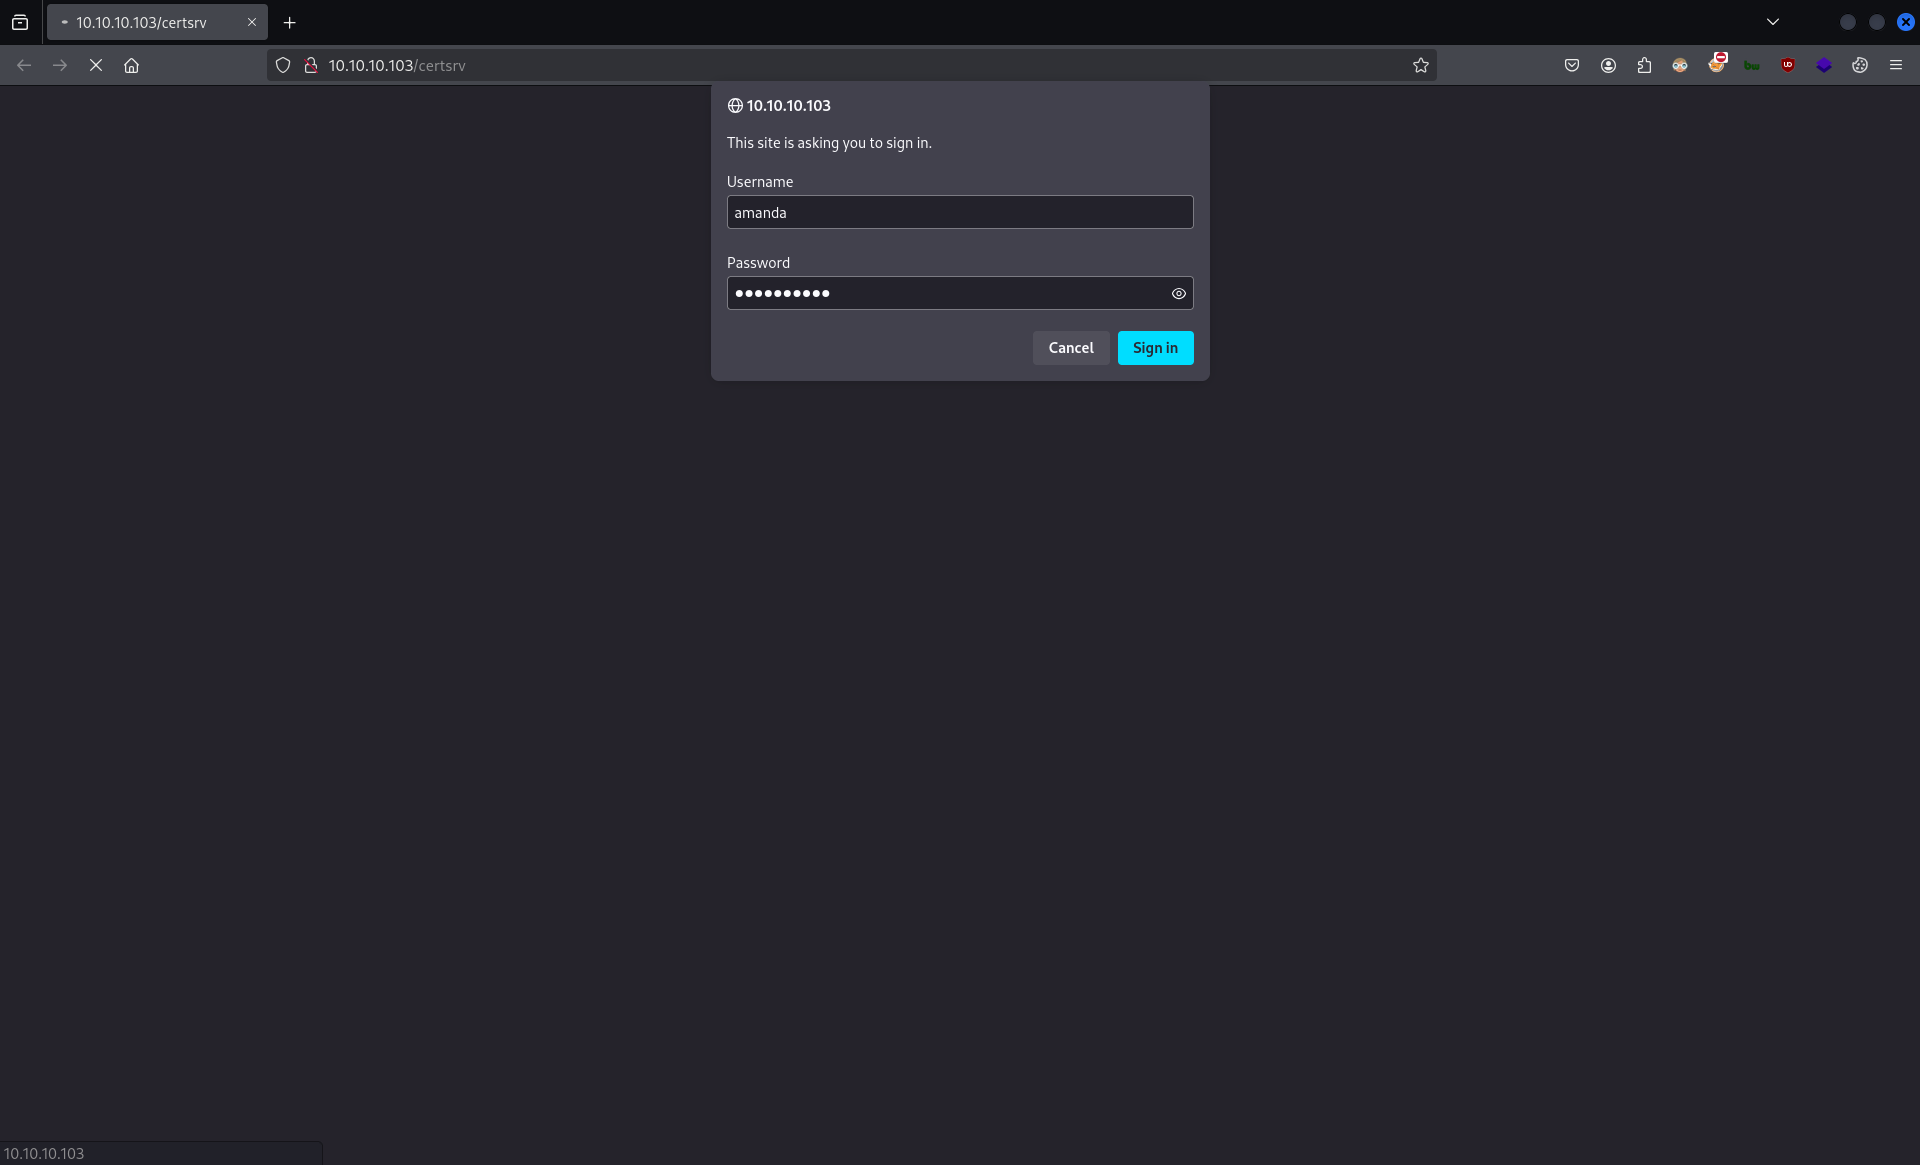 10.10.10.103/certsrv
10.10.10.103/certsrv
10.10.10.103
This site is asking you to sign in.
Username
amanda
Password
Cancel
Sign in
10.10.10.103